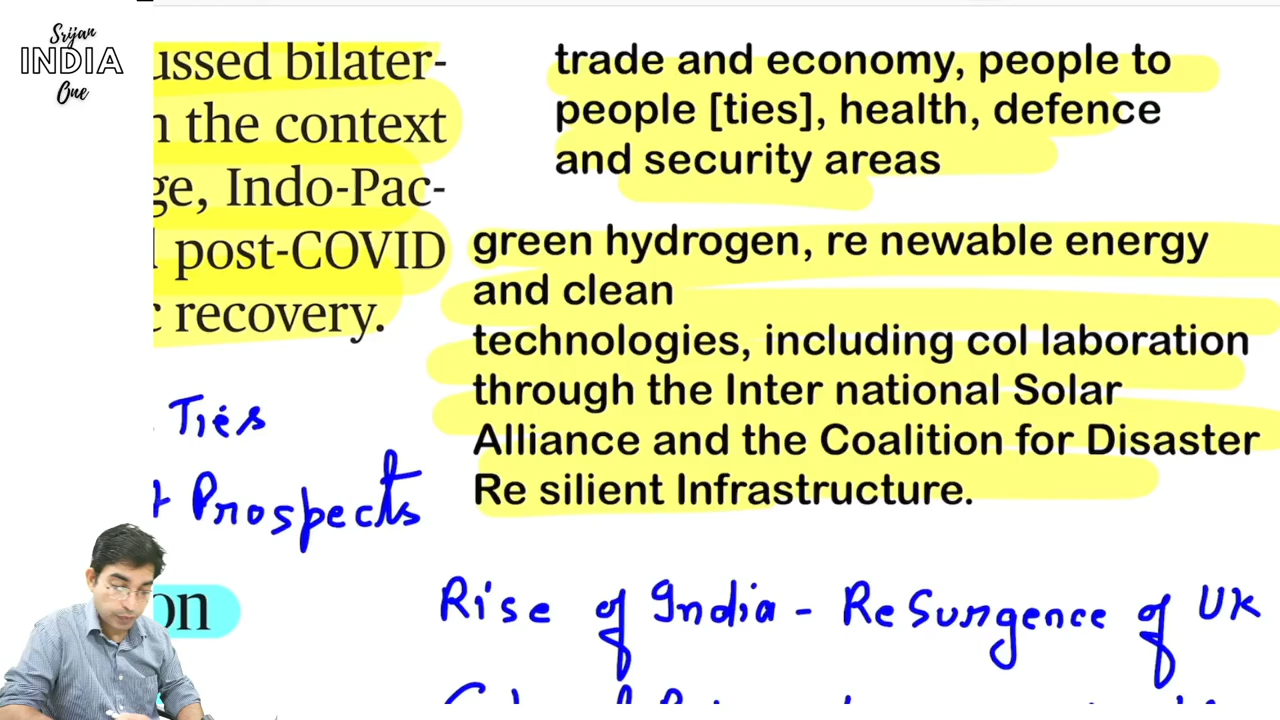 Srijan
INDIA
One
ussed bilater-
the context
ge, Indo-Pac-
post-COVID
recovery.
trade and economy, people to
people [ties], health, defence
and security areas
green hydrogen, re newable energy
and clean
technologies, including col laboration
through the Inter national Solar
Alliance and the Coalition for Disaster
Re silient Infrastructure.
Ties
Prospects
on
Rise of India - Resurgence of UK